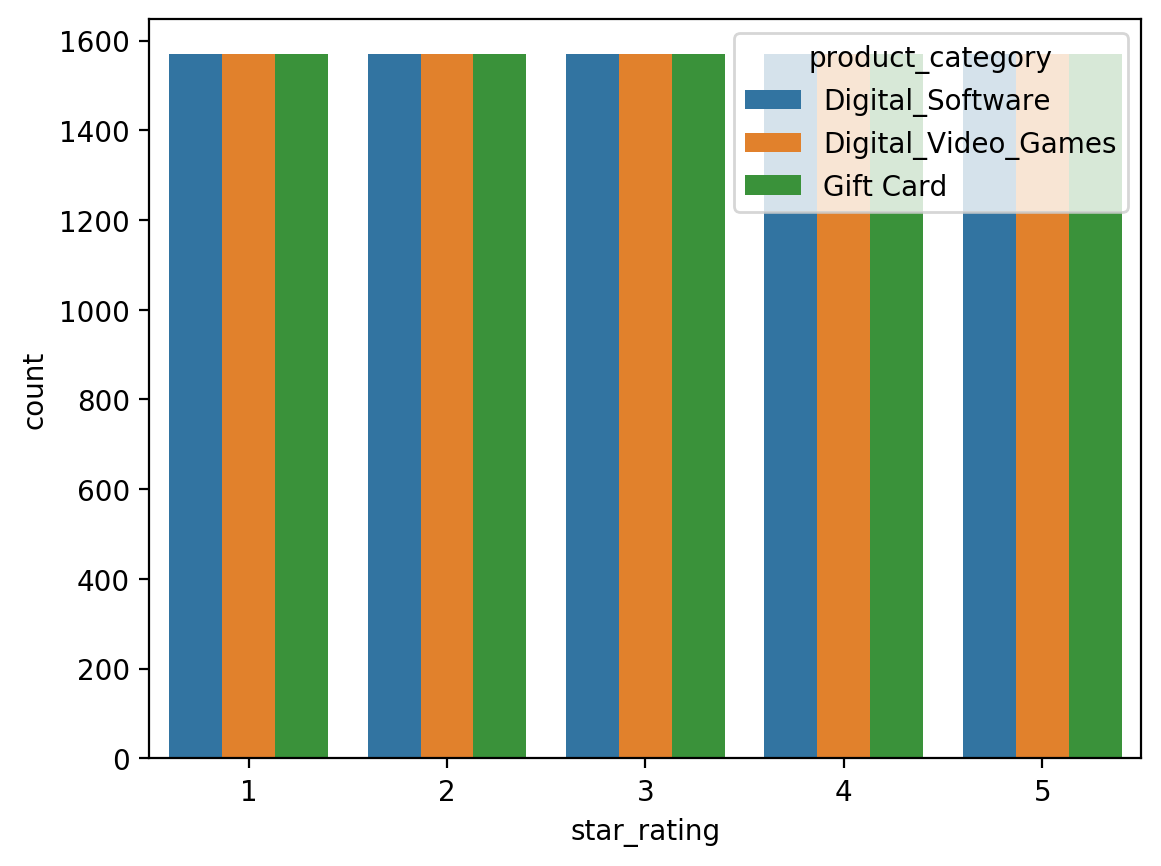 1600
1400
1200
1000
800
600
400
200
0
count
product_category
Digital_Software
Digital_Video_Games
Gift Card
1 2 3 4 5
star_rating